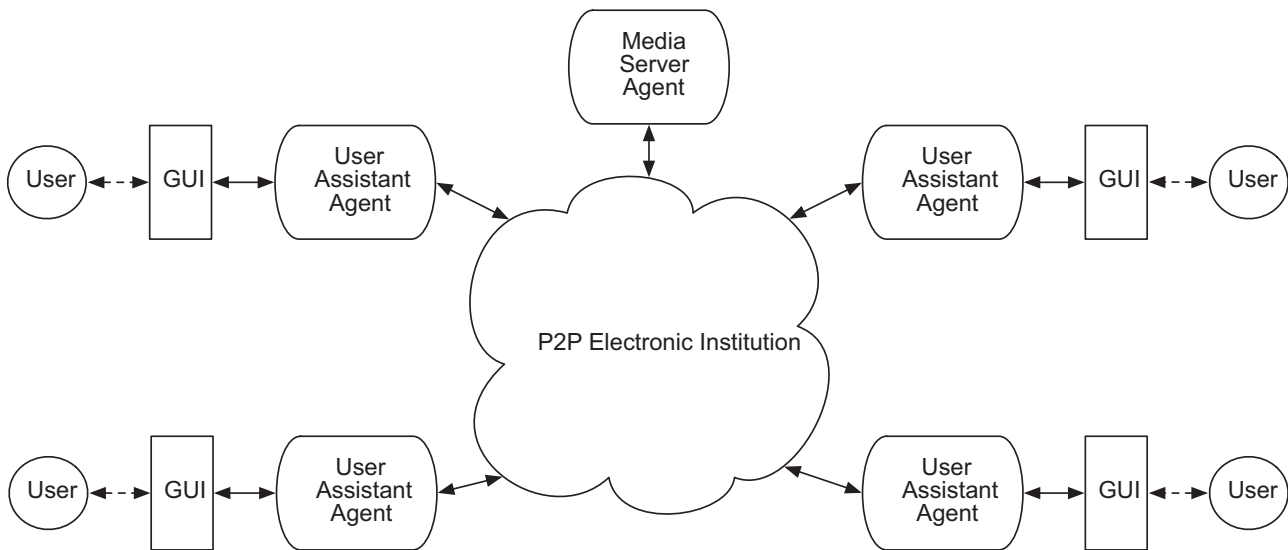 Media
Server
Agent
User
GUI
User
Assistant
Agent
User
Assistant
Agent
GUI
User
P2P Electronic Institution
User
GUI
User
Assistant
Agent
User
Assistant
Agent
GUI
User